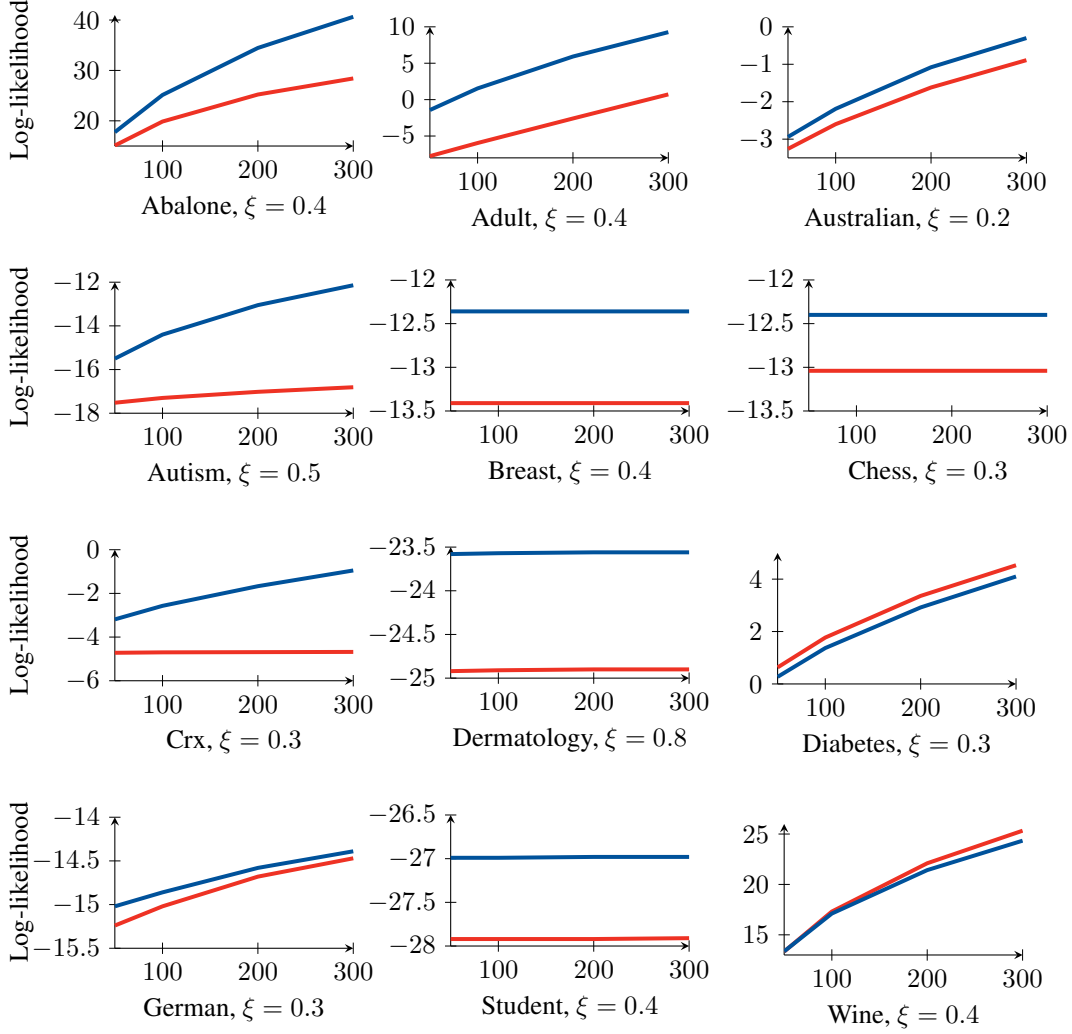 Log-likelihood
40
30
20
100 200 300
Abalone, ξ = 0.4
10
5
0
−5
100 200 300
Adult, ξ = 0.4
0
−1
−2
−3
100 200 300
Australian, ξ = 0.2
Log-likelihood
−12
−14
−16
−18
100 200 300
Autism, ξ = 0.5
−12
−12.5
−13
−13.5
100 200 300
Breast, ξ = 0.4
−12
−12.5
−13
−13.5
100 200 300
Chess, ξ = 0.3
Log-likelihood
0
−2
−4
−6
100 200 300
Crx, ξ = 0.3
−23.5
−24
−24.5
−25
100 200 300
Dermatology, ξ = 0.8
4
2
0
100 200 300
Diabetes, ξ = 0.3
Log-likelihood
−14
−14.5
−15
−15.5
100 200 300
German, ξ = 0.3
−26.5
−27
−27.5
−28
100 200 300
Student, ξ = 0.4
25
20
15
100 200 300
Wine, ξ = 0.4